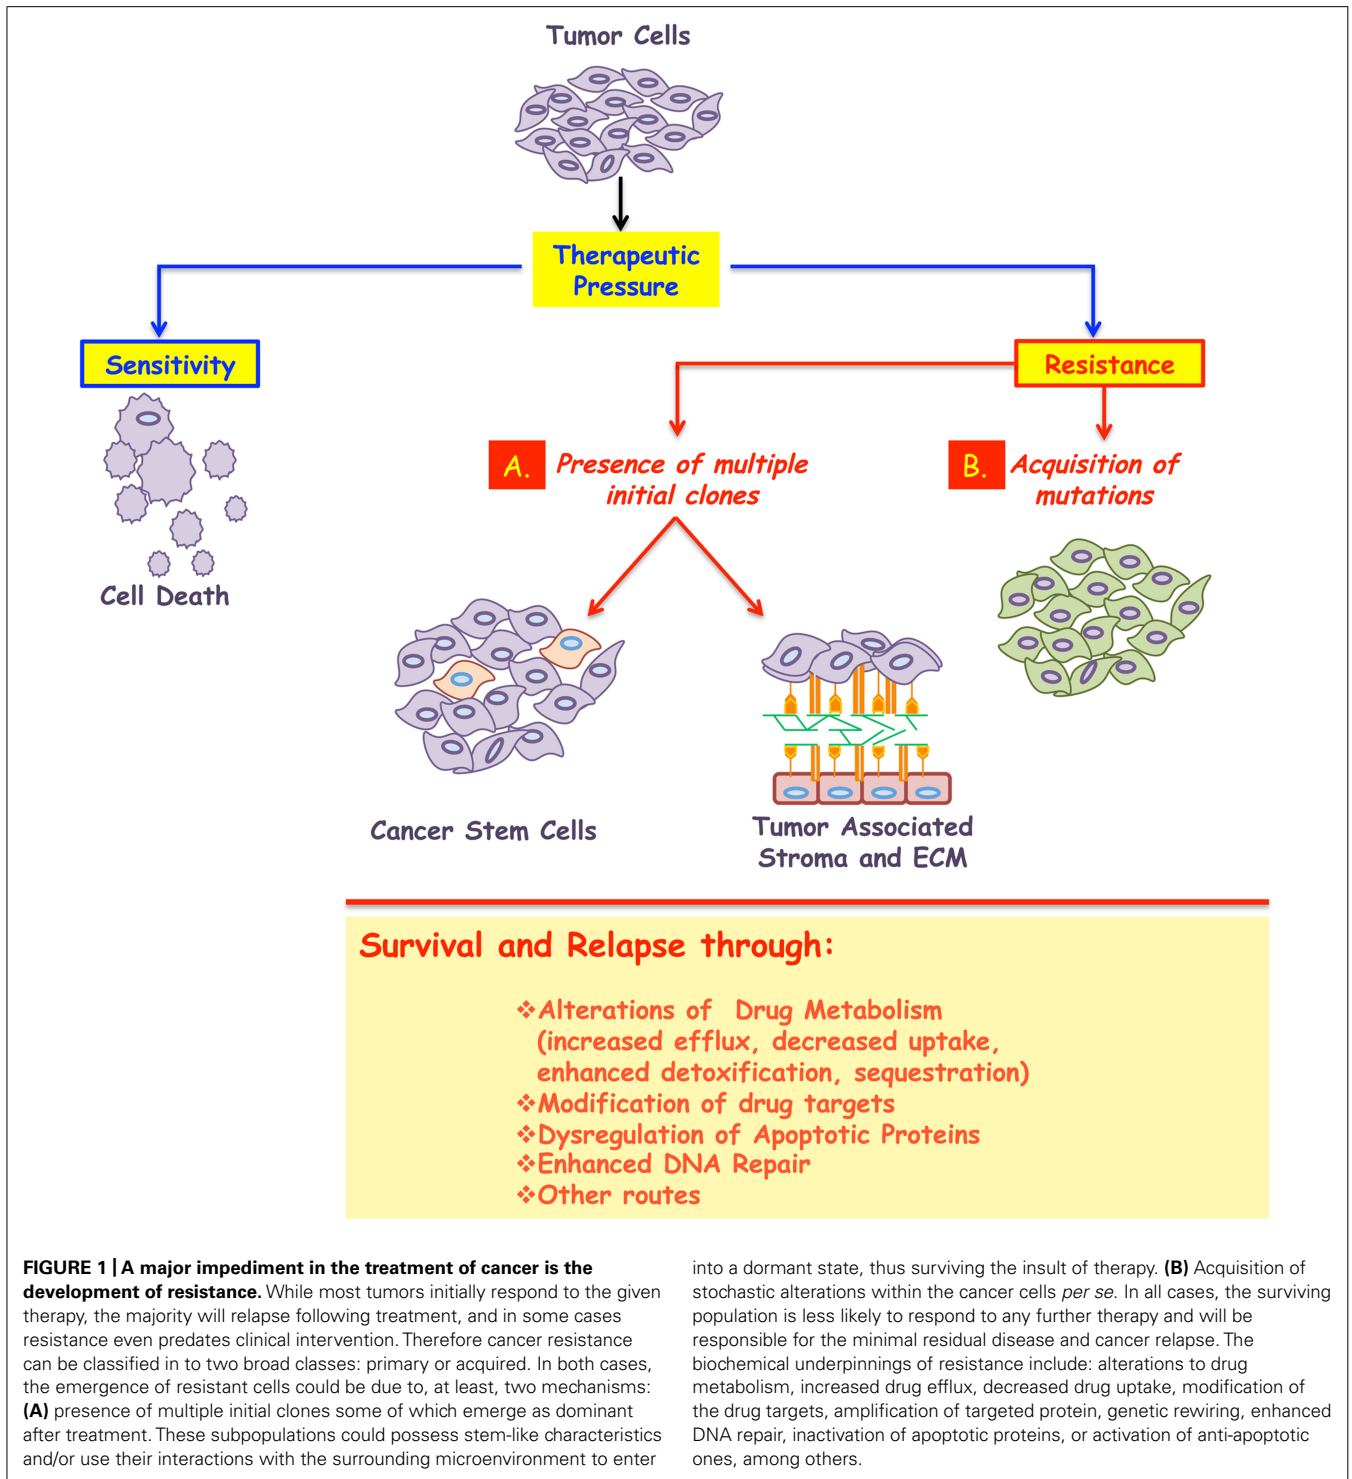 Tumor Cells
Therapeutic
Pressure
Sensitivity
Resistance
A.
Presence of multiple
initial clones
B.
Acquisition of
mutations
Cell Death
Cancer Stem Cells
Tumor Associated
Stroma and ECM
Survival and Relapse through:
❖Alterations of Drug Metabolism
(increased efflux, decreased uptake,
enhanced detoxification, sequestration)
❖Modification of drug targets
❖Dysregulation of Apoptotic Proteins
❖Enhanced DNA Repair
❖Other routes
FIGURE 1 | A major impediment in the treatment of cancer is the
development of resistance. While most tumors initially respond to the given
therapy, the majority will relapse following treatment, and in some cases
resistance even predates clinical intervention. Therefore cancer resistance
can be classified in to two broad classes: primary or acquired. In both cases,
the emergence of resistant cells could be due to, at least, two mechanisms:
(A) presence of multiple initial clones some of which emerge as dominant
after treatment. These subpopulations could possess stem-like characteristics
and/or use their interactions with the surrounding microenvironment to enter
into a dormant state, thus surviving the insult of therapy. (B) Acquisition of
stochastic alterations within the cancer cells per se. In all cases, the surviving
population is less likely to respond to any further therapy and will be
responsible for the minimal residual disease and cancer relapse. The
biochemical underpinnings of resistance include: alterations to drug
metabolism, increased drug efflux, decreased drug uptake, modification of
the drug targets, amplification of targeted protein, genetic rewiring, enhanced
DNA repair, inactivation of apoptotic proteins, or activation of anti-apoptotic
ones, among others.